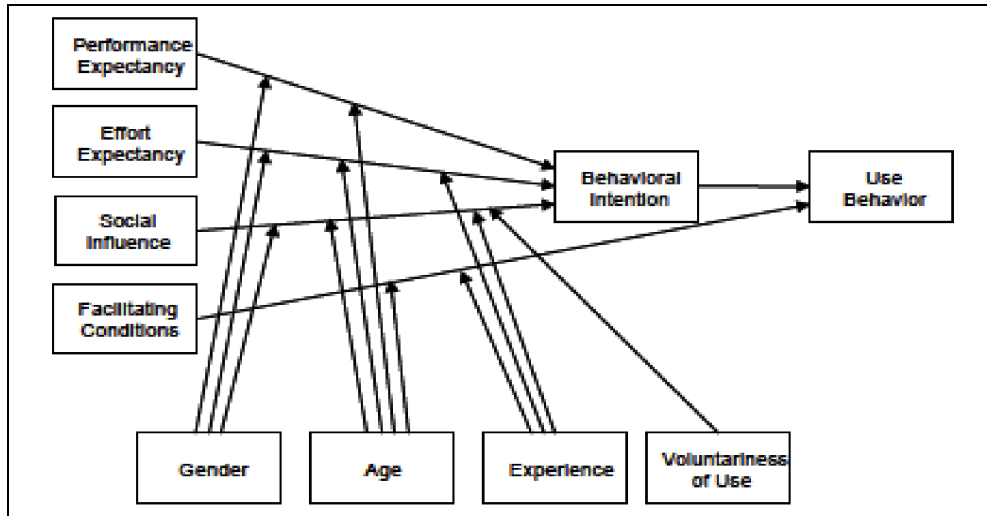 Performance
Expectancy
Effort
Expectancy
Social
Influence
Facilitating
Conditions
Behavioral
Intention
Use
Behavior
Gender
Age
Experience
Voluntariness
of Use